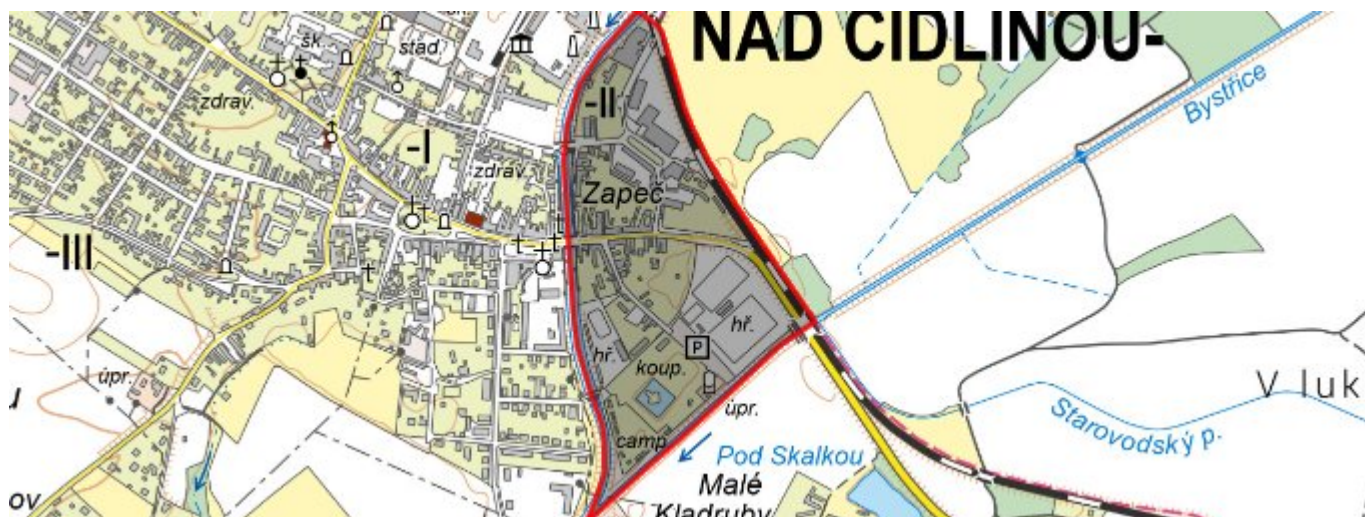 NAD CIDLINOU-
šk.
stad.
zdrav.
-II
Bystřice
-I
zdrav.
Zapeč
-III
hř.
P
hř.
koup.
úpr.
V luk
úpr.
Starovodský p.
camp
Pod Skalkou
Malé
Kladruby
ov